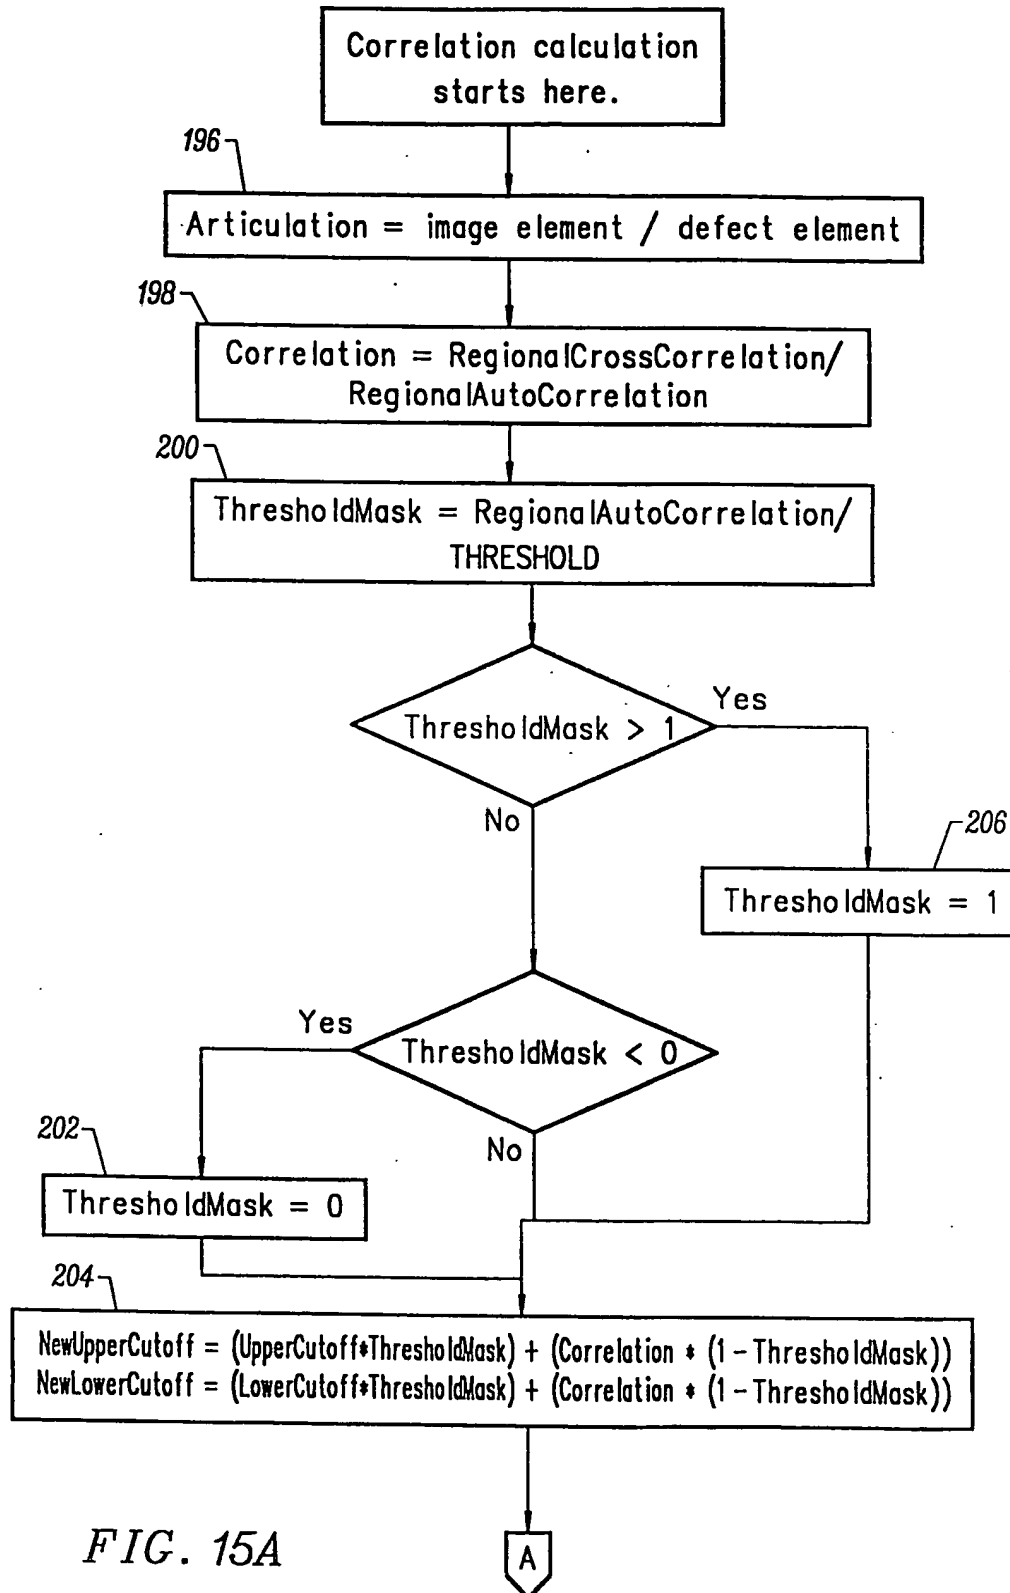 Correlation calculation
starts here.
196
Articulation = image element / defect element
198
Correlation = RegionalCrossCorrelation/
RegionalAutoCorrelation
200
ThresholdMask = RegionalAutoCorrelation/
THRESHOLD
ThresholdMask > 1
Yes
No
206
ThresholdMask = 1
ThresholdMask < 0
Yes
No
202
ThresholdMask = 0
204
NewUpperCutoff = (UpperCutoff*ThresholdMask) + (Correlation * (1 - ThresholdMask))
NewLowerCutoff = (LowerCutoff*ThresholdMask) + (Correlation * (1 - ThresholdMask))
A
FIG. 15A